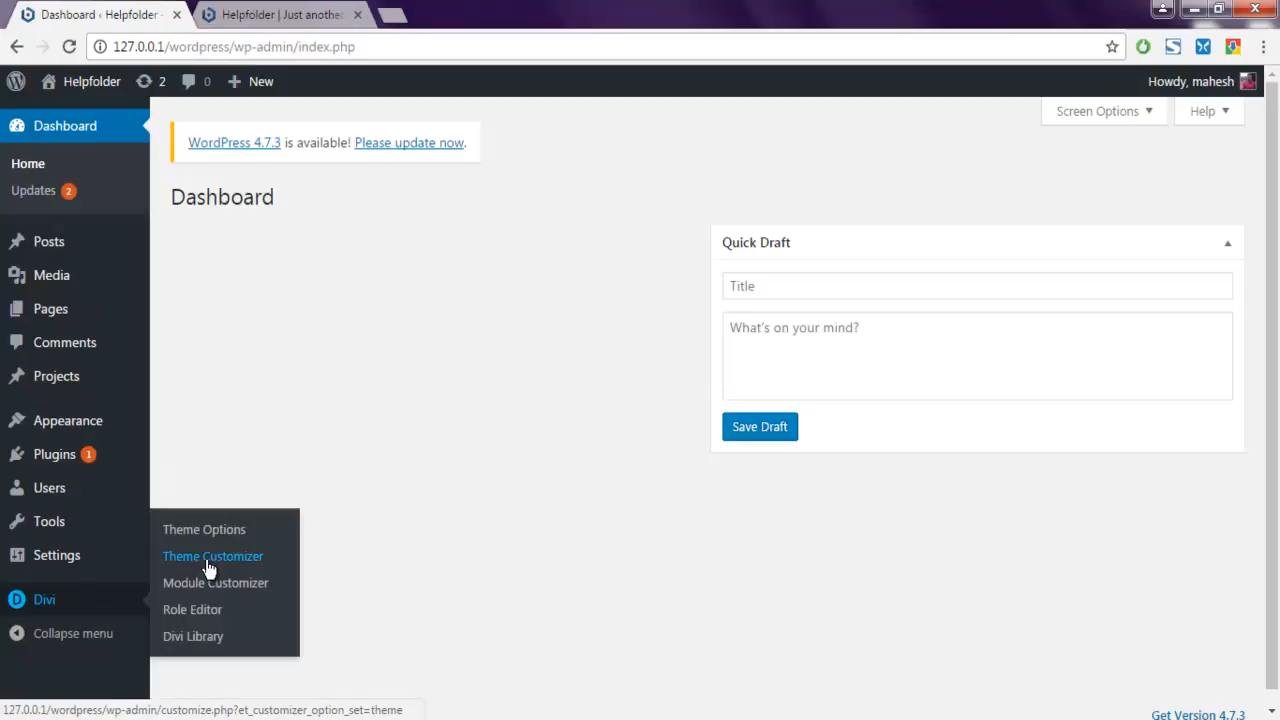 Dashboard ‹ Helpfolder -
Helpfolder | Just anothe
127.0.0.1/wordpress/wp-admin/index.php
Helpfolder 2 0 New
Howdy, mahesh
Dashboard
Home
Updates 2
Posts
Media
Pages
Comments
Projects
Appearance
Plugins 1
Users
Tools
Settings
Divi
Collapse menu
Theme Options
Theme Customizer
Module Customizer
Role Editor
Divi Library
Screen Options
Help
WordPress 4.7.3 is available! Please update now.
Dashboard
Quick Draft
Title
What's on your mind?
Save Draft
127.0.0.1/wordpress/wp-admin/customize.php?et_customizer_option_set=theme
Get Version 4.7.3